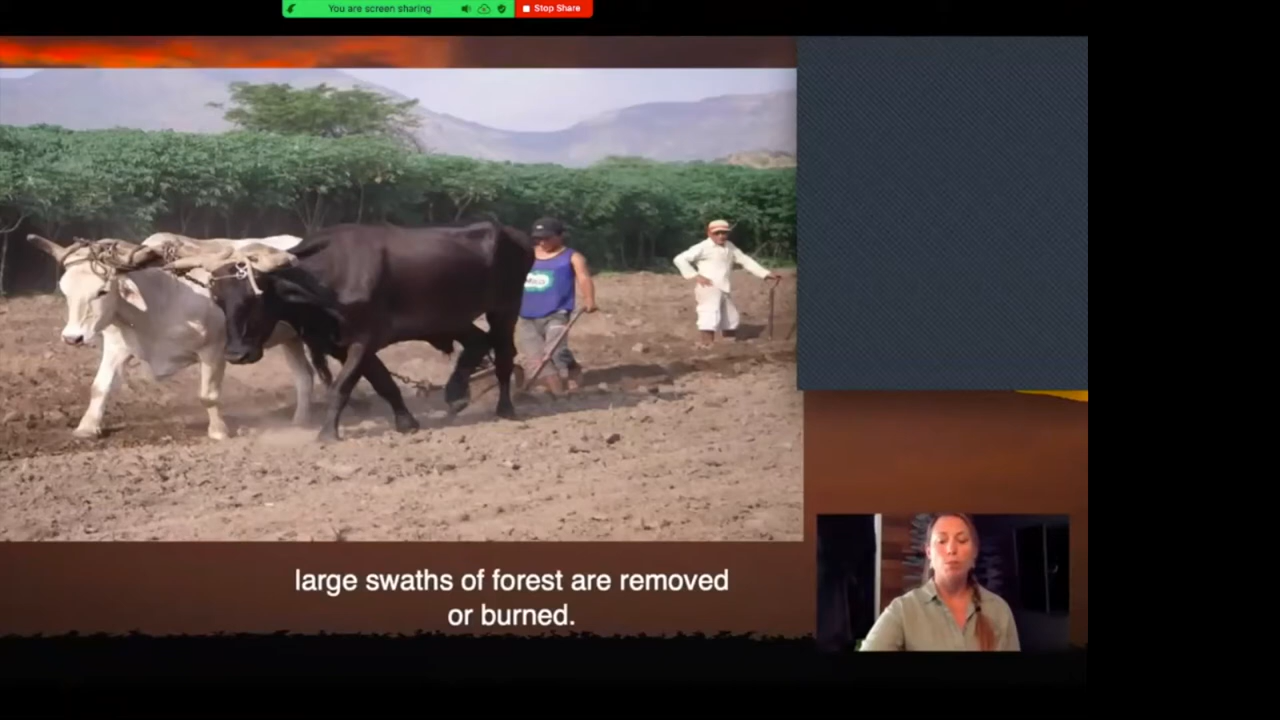 You are screen sharing
Stop Share
large swaths of forest are removed
or burned.